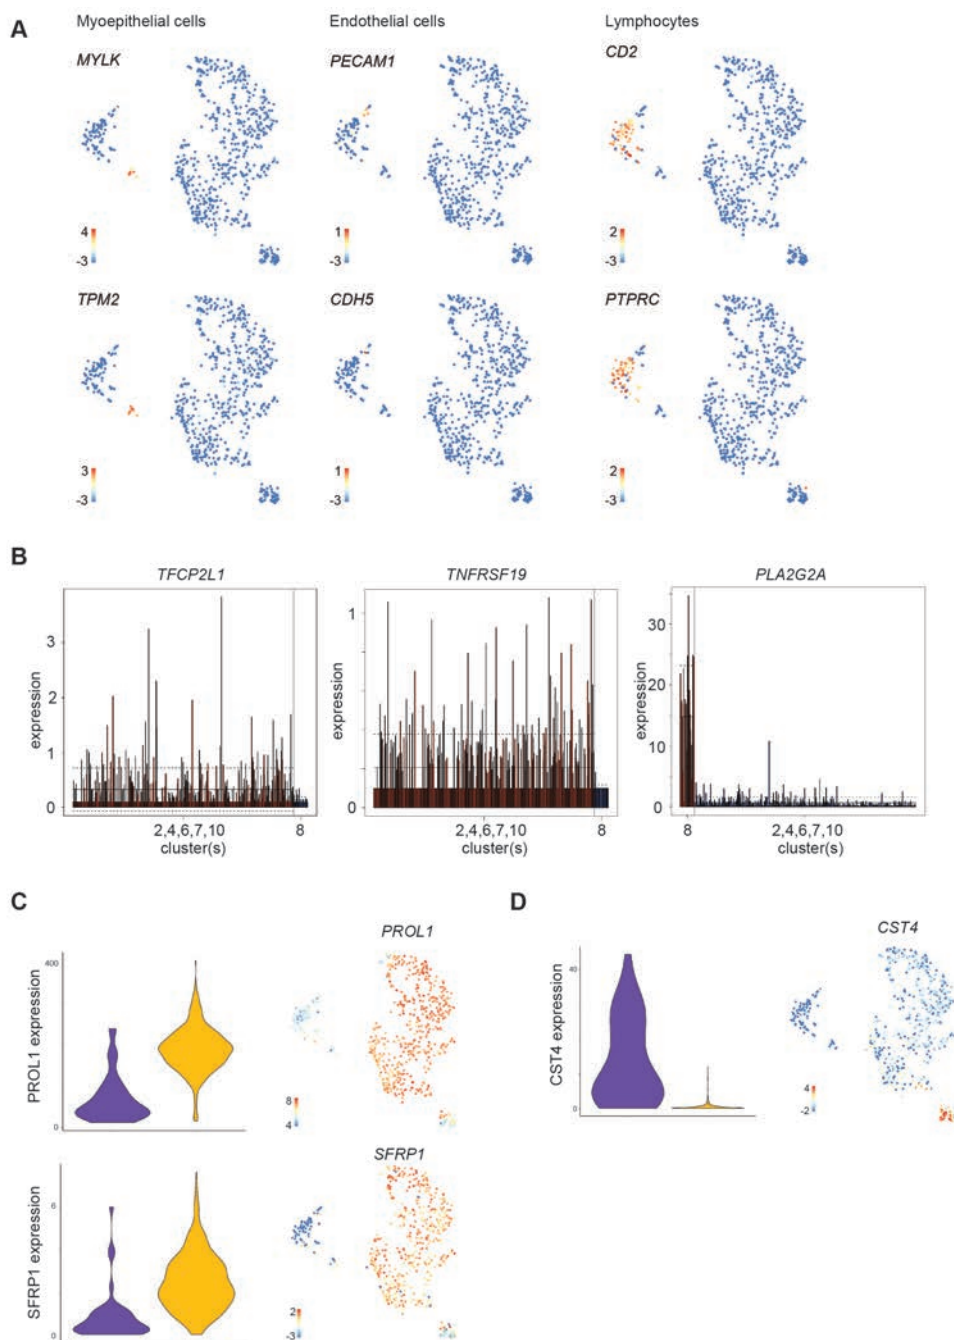 A
Myoepithelial cells
Endothelial cells
Lymphocytes
MYLK
PECAM1
CD2
4
-3
1
-3
2
-3
TPM2
CDH5
PTPRC
3
-3
1
-3
2
-3
B
TFCP2L1
TNFRSF19
PLA2G2A
expression
3
2
1
0
2,4,6,7,10
8
cluster(s)
expression
1
0
2,4,6,7,10
8
cluster(s)
expression
30
20
10
0
8
2,4,6,7,10
cluster(s)
C
PROL1 expression
400
0
PROL1
8
4
SFRP1 expression
6
0
SFRP1
2
-3
D
CST4 expression
40
0
CST4
4
-2